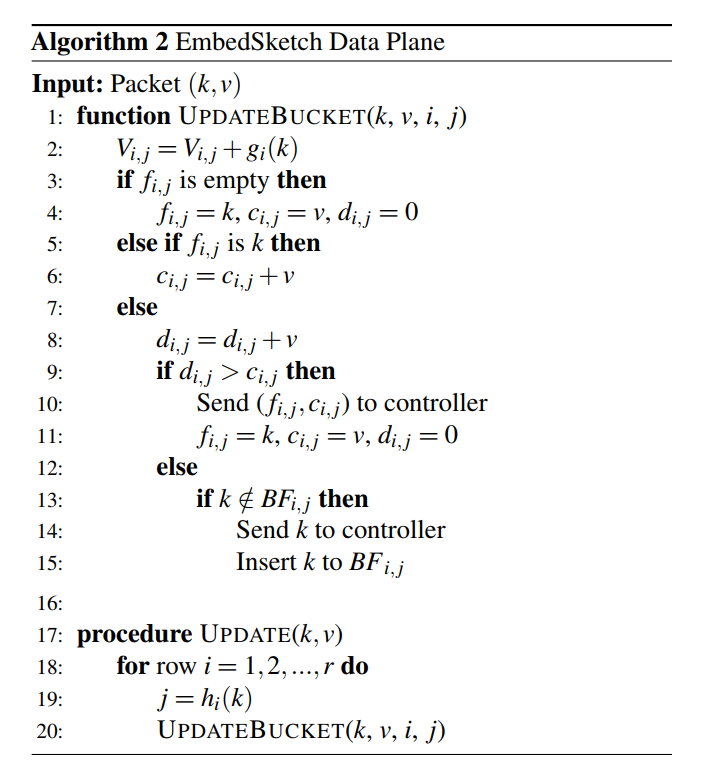 Algorithm 2 EmbedSketch Data Plane
Input: Packet (k,v)
1: function UPDATEBUCKET(k, v, i, j)
2: V_{i,j} = V_{i,j} + g_i(k)
3: if f_{i,j} is empty then
4: f_{i,j} = k, c_{i,j} = v, d_{i,j} = 0
5: else if f_{i,j} is k then
6: c_{i,j} = c_{i,j} + v
7: else
8: d_{i,j} = d_{i,j} + v
9: if d_{i,j} > c_{i,j} then
10: Send (f_{i,j}, c_{i,j}) to controller
11: f_{i,j} = k, c_{i,j} = v, d_{i,j} = 0
12: else
13: if k ∉ BF_{i,j} then
14: Send k to controller
15: Insert k to BF_{i,j}
16:
17: procedure UPDATE(k,v)
18: for row i = 1,2,...,r do
19: j = h_i(k)
20: UPDATEBUCKET(k, v, i, j)